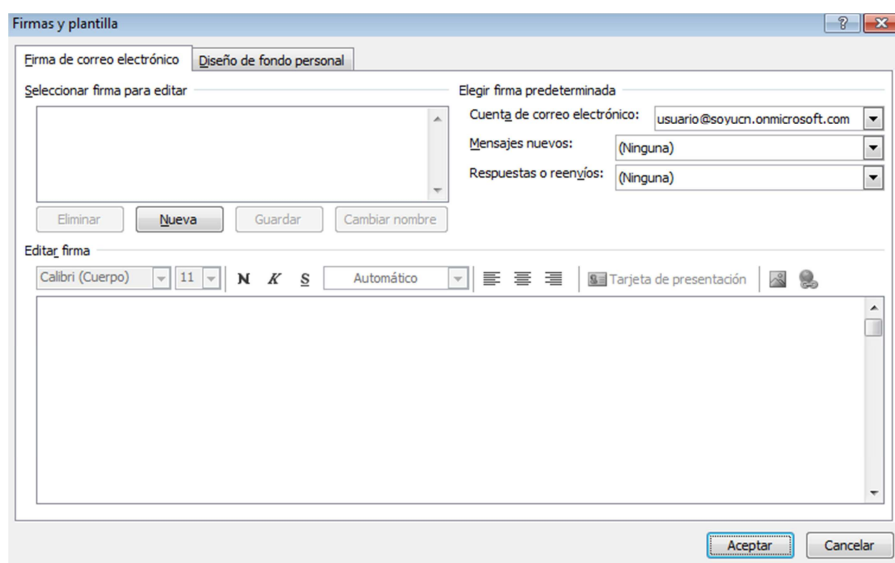 Firmas y plantilla
Firma de correo electrónico Diseño de fondo personal
Seleccionar firma para editar
Elegir firma predeterminada
Cuenta de correo electrónico: usuario@soyucn.onmicrosoft.com
Mensajes nuevos: (Ninguna)
Respuestas o reenvíos: (Ninguna)
Eliminar Nueva Guardar Cambiar nombre
Editar firma
Calibri (Cuerpo) 11 N K S Automático Tarjeta de presentación
Aceptar Cancelar